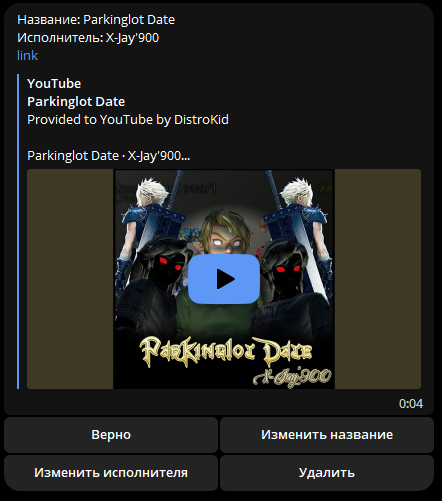 Название: Parkinglot Date
Исполнитель: X-Jay'900
link
YouTube
Parkinglot Date
Provided to YouTube by DistroKid
Parkinglot Date · X-Jay'900...
Parkinglot Date
X-Jay'900
0:04
Верно
Изменить название
Изменить исполнителя
Удалить